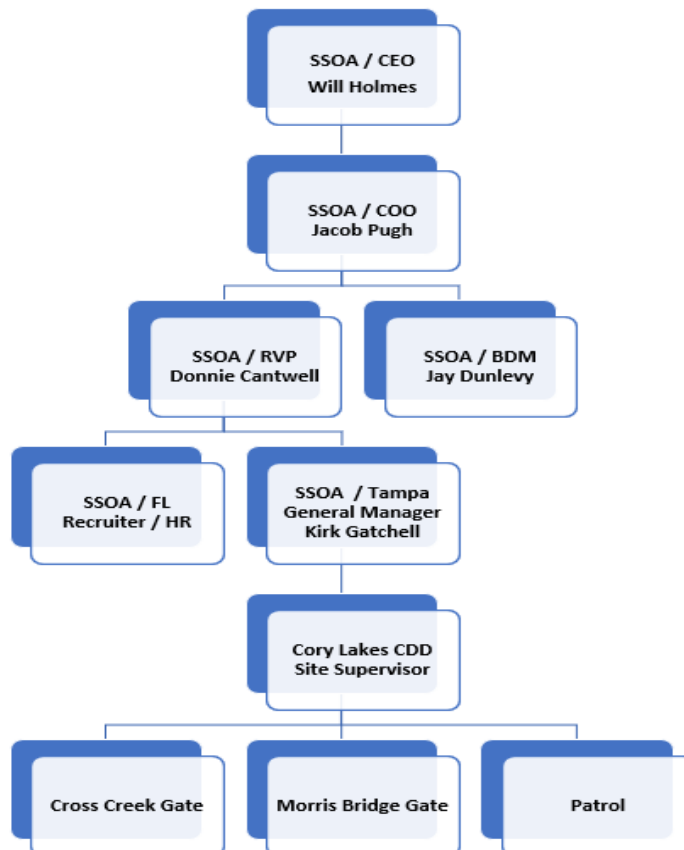 SSOA / CEO
Will Holmes
SSOA / COO
Jacob Pugh
SSOA / RVP
Donnie Cantwell
SSOA / BDM
Jay Dunlevy
SSOA / FL
Recruiter / HR
SSOA / Tampa
General Manager
Kirk Gatchell
Cory Lakes CDD
Site Supervisor
Cross Creek Gate
Morris Bridge Gate
Patrol